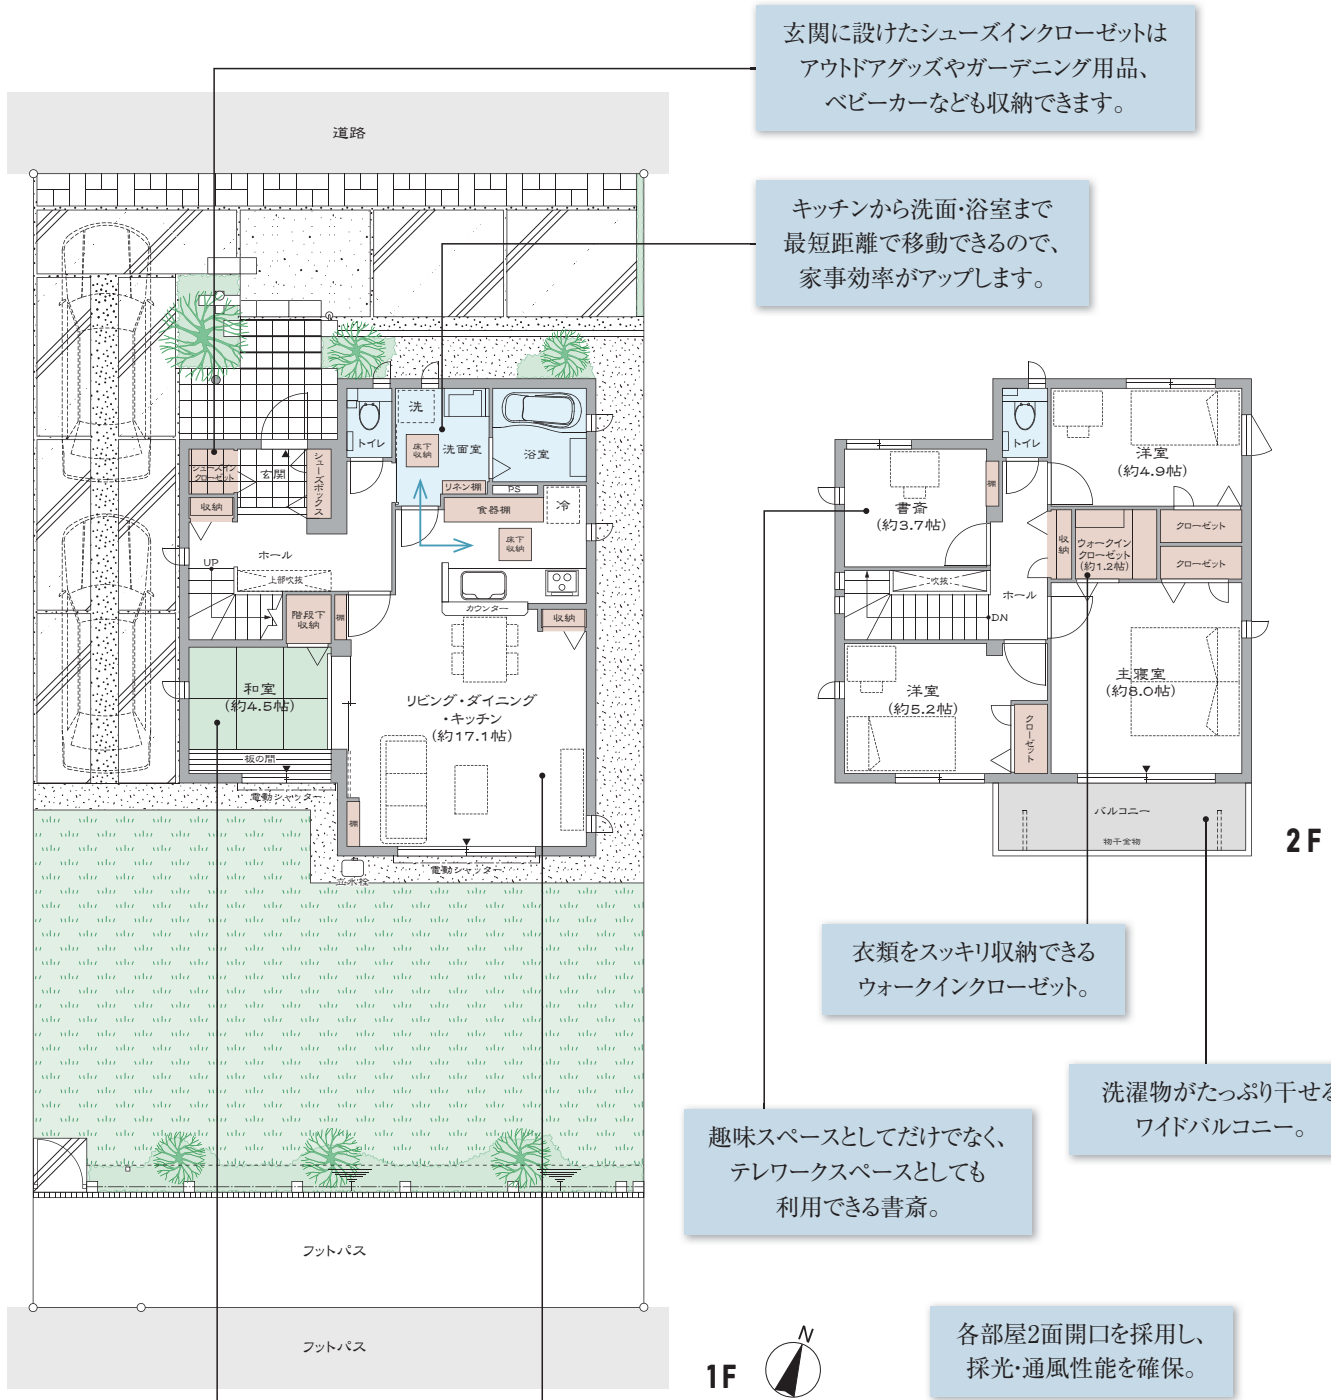 玄関に設けたシューズインクローゼットは
アウトドアグッズやガーデニング用品、
ベビーカーなども収納できます。
道路
キッチンから洗面・浴室まで
最短距離で移動できるので、
家事効率がアップします。
トイレ
洗
床下
収納
洗面室
浴室
リネン棚
PS
食器棚
冷
床下
収納
シューズイン
クローゼット
玄関
シューズボックス
収納
ホール
UP
上部吹抜
階段下
収納
棚
カウンター
収納
和室
(約4.5帖)
板の間
電動シャッター
リビング・ダイニング
・キッチン
(約17.1帖)
棚
立水栓
電動シャッター
フットパス
フットパス
1F
N
トイレ
洋室
(約4.9帖)
書斎
(約3.7帖)
棚
収納
ウォークイン
クローゼット
(約1.2帖)
クローゼット
クローゼット
吹抜
ホール
DN
洋室
(約5.2帖)
クローゼット
主寝室
(約8.0帖)
バルコニー
物干金物
2F
衣類をスッキリ収納できる
ウォークインクローゼット。
洗濯物がたっぷり干せる
ワイドバルコニー。
趣味スペースとしてだけでなく、
テレワークスペースとしても
利用できる書斎。
各部屋2面開口を採用し、
採光・通風性能を確保。